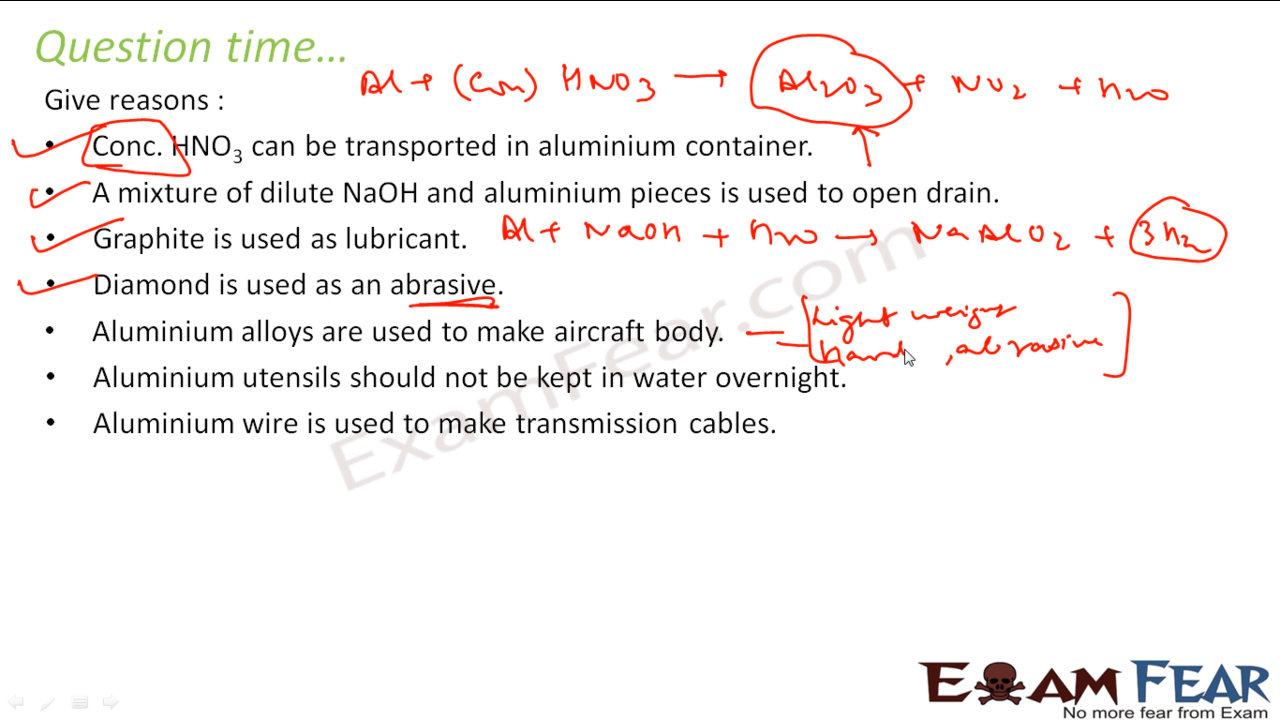 Question time...
Al + (Con) HNO3 → Al2O3 + NO2 + H2O
Give reasons :
• Conc. HNO₃ can be transported in aluminium container.
• A mixture of dilute NaOH and aluminium pieces is used to open drain.
• Graphite is used as lubricant.
Al + NaOH + H2O → NaAlO2 + 3H2
• Diamond is used as an abrasive.
• Aluminium alloys are used to make aircraft body.
Light weight
hard , abrasive
• Aluminium utensils should not be kept in water overnight.
• Aluminium wire is used to make transmission cables.
ExamFear.com
EXAM FEAR
No more fear from Exam